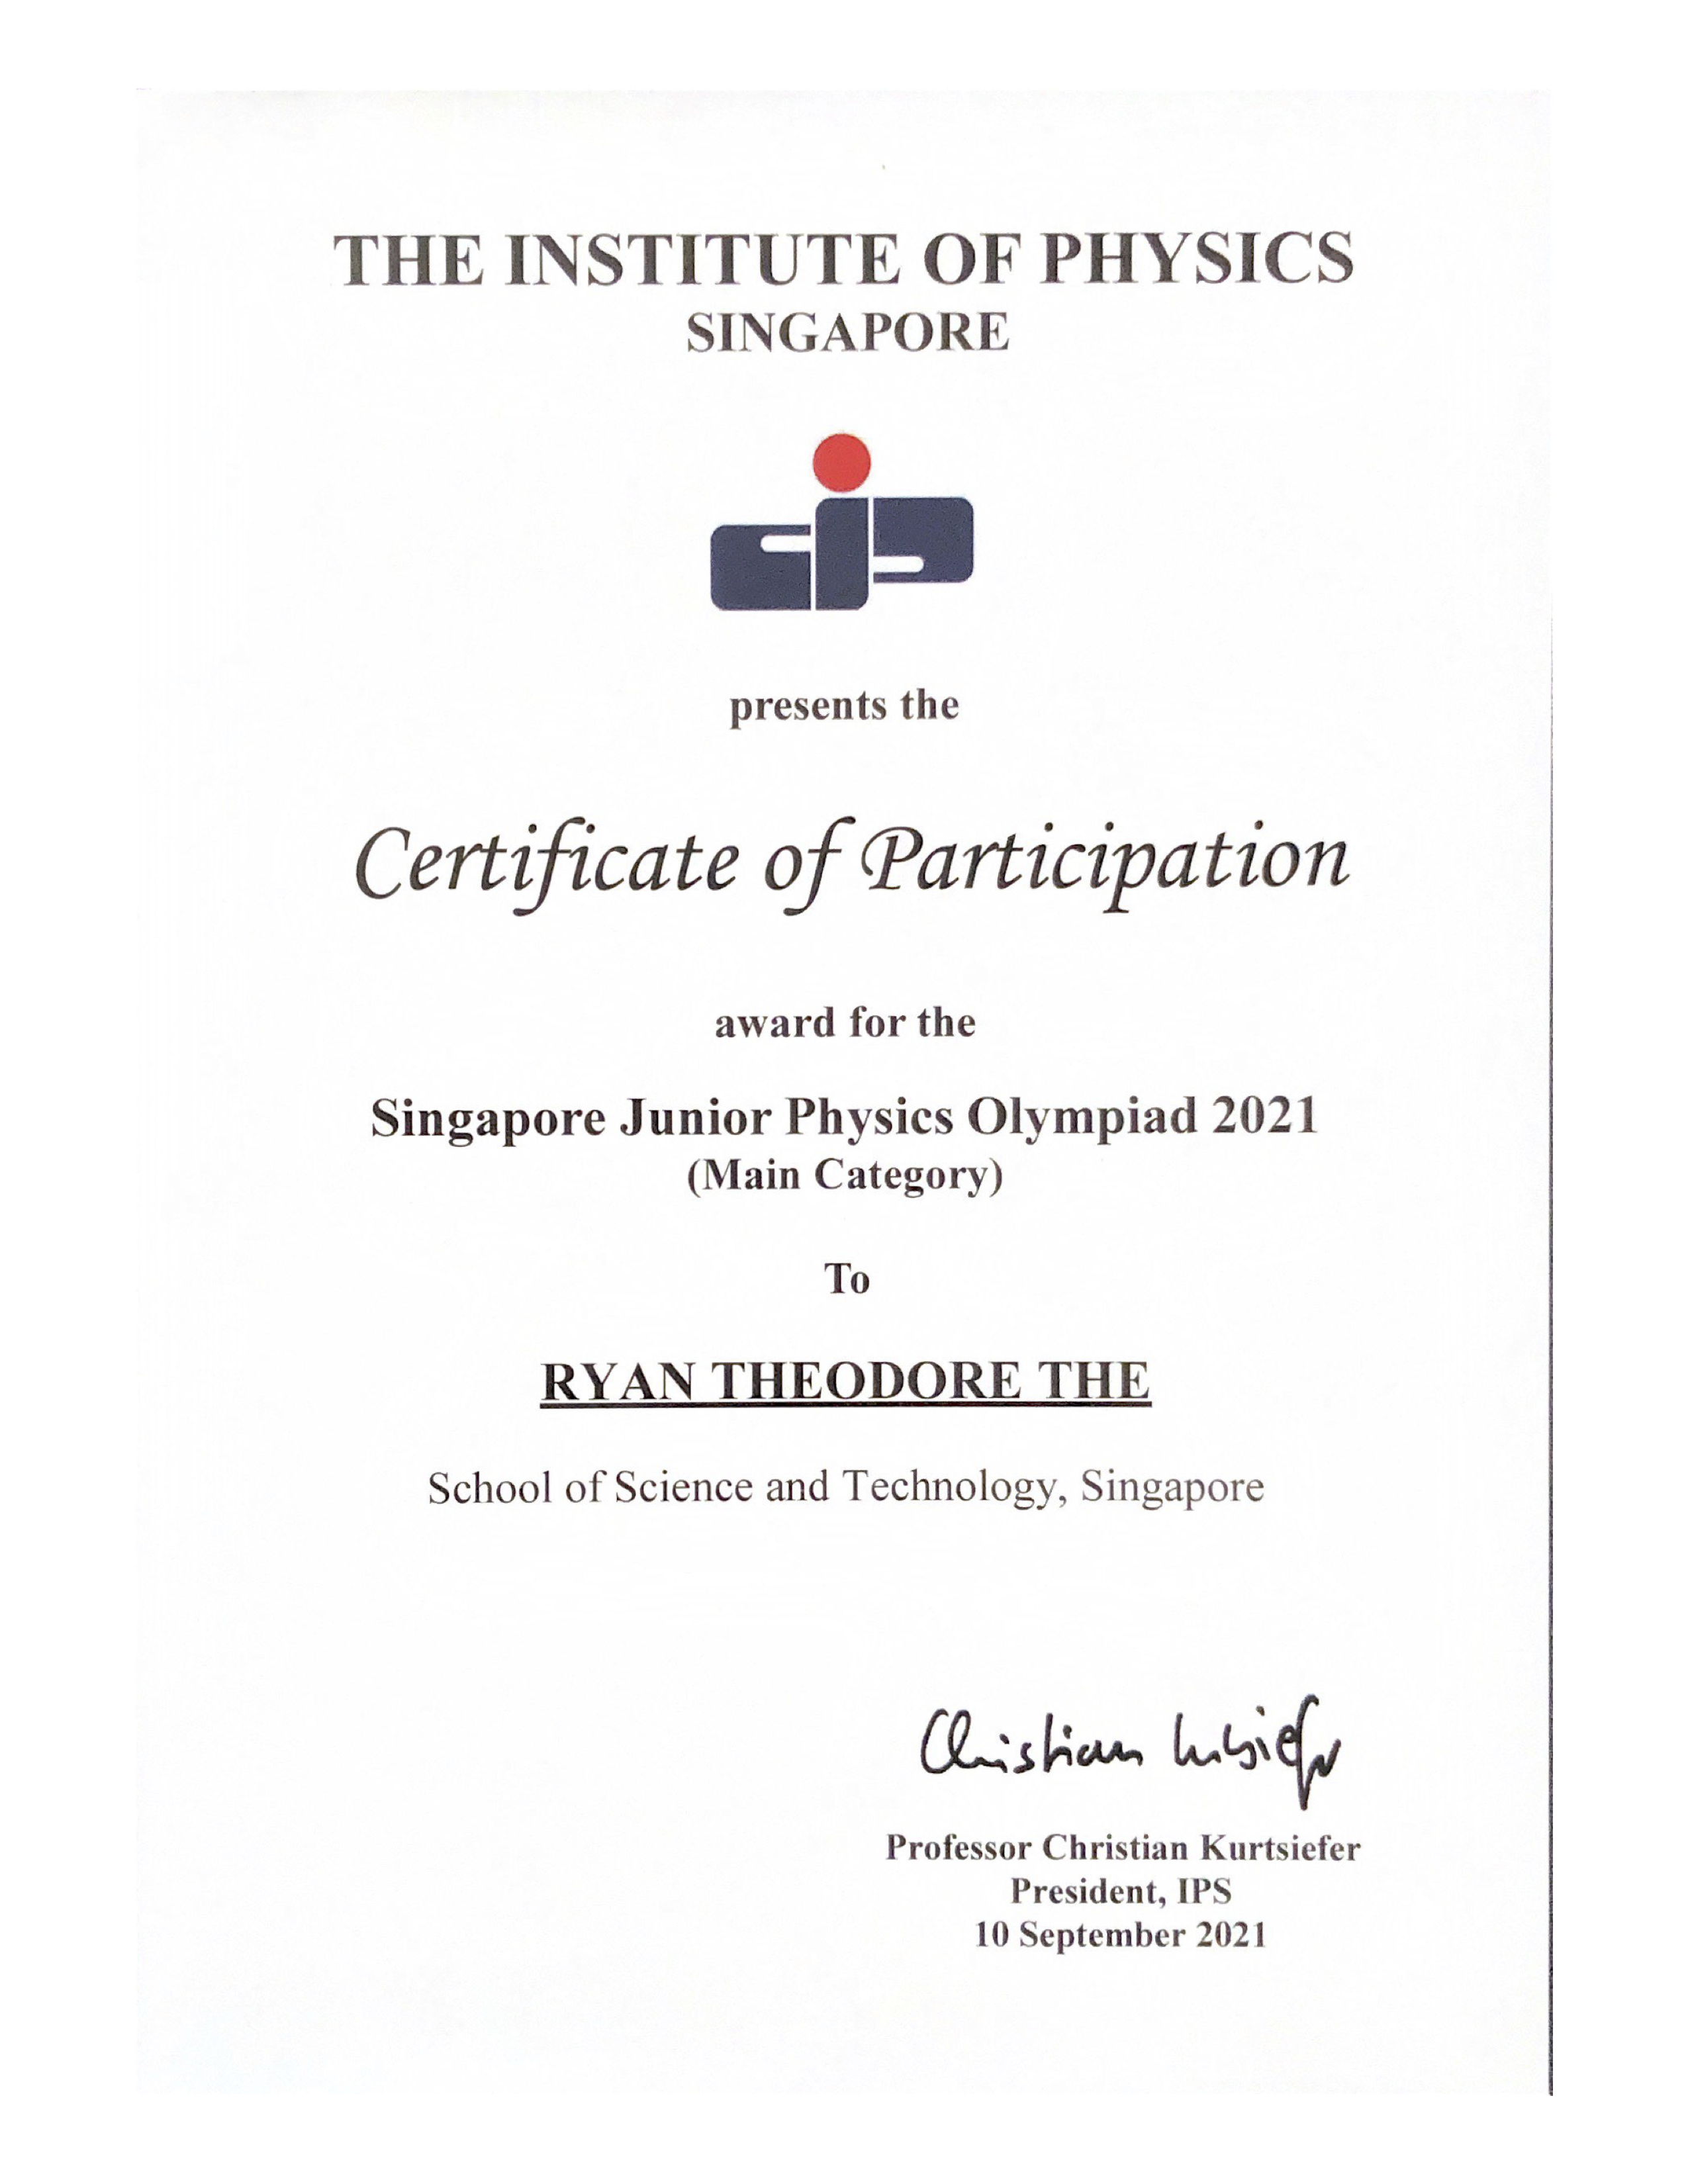 THE INSTITUTE OF PHYSICS
SINGAPORE
presents the
Certificate of Participation
award for the
Singapore Junior Physics Olympiad 2021
(Main Category)
To
RYAN THEODORE THE
School of Science and Technology, Singapore
Professor Christian Kurtsiefer
President, IPS
10 September 2021